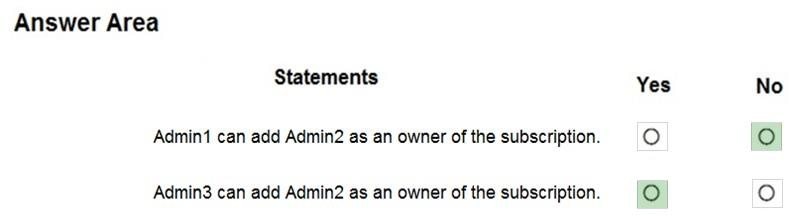 Answer Area
Statements Yes No
Admin1 can add Admin2 as an owner of the subscription.
Admin3 can add Admin2 as an owner of the subscription.